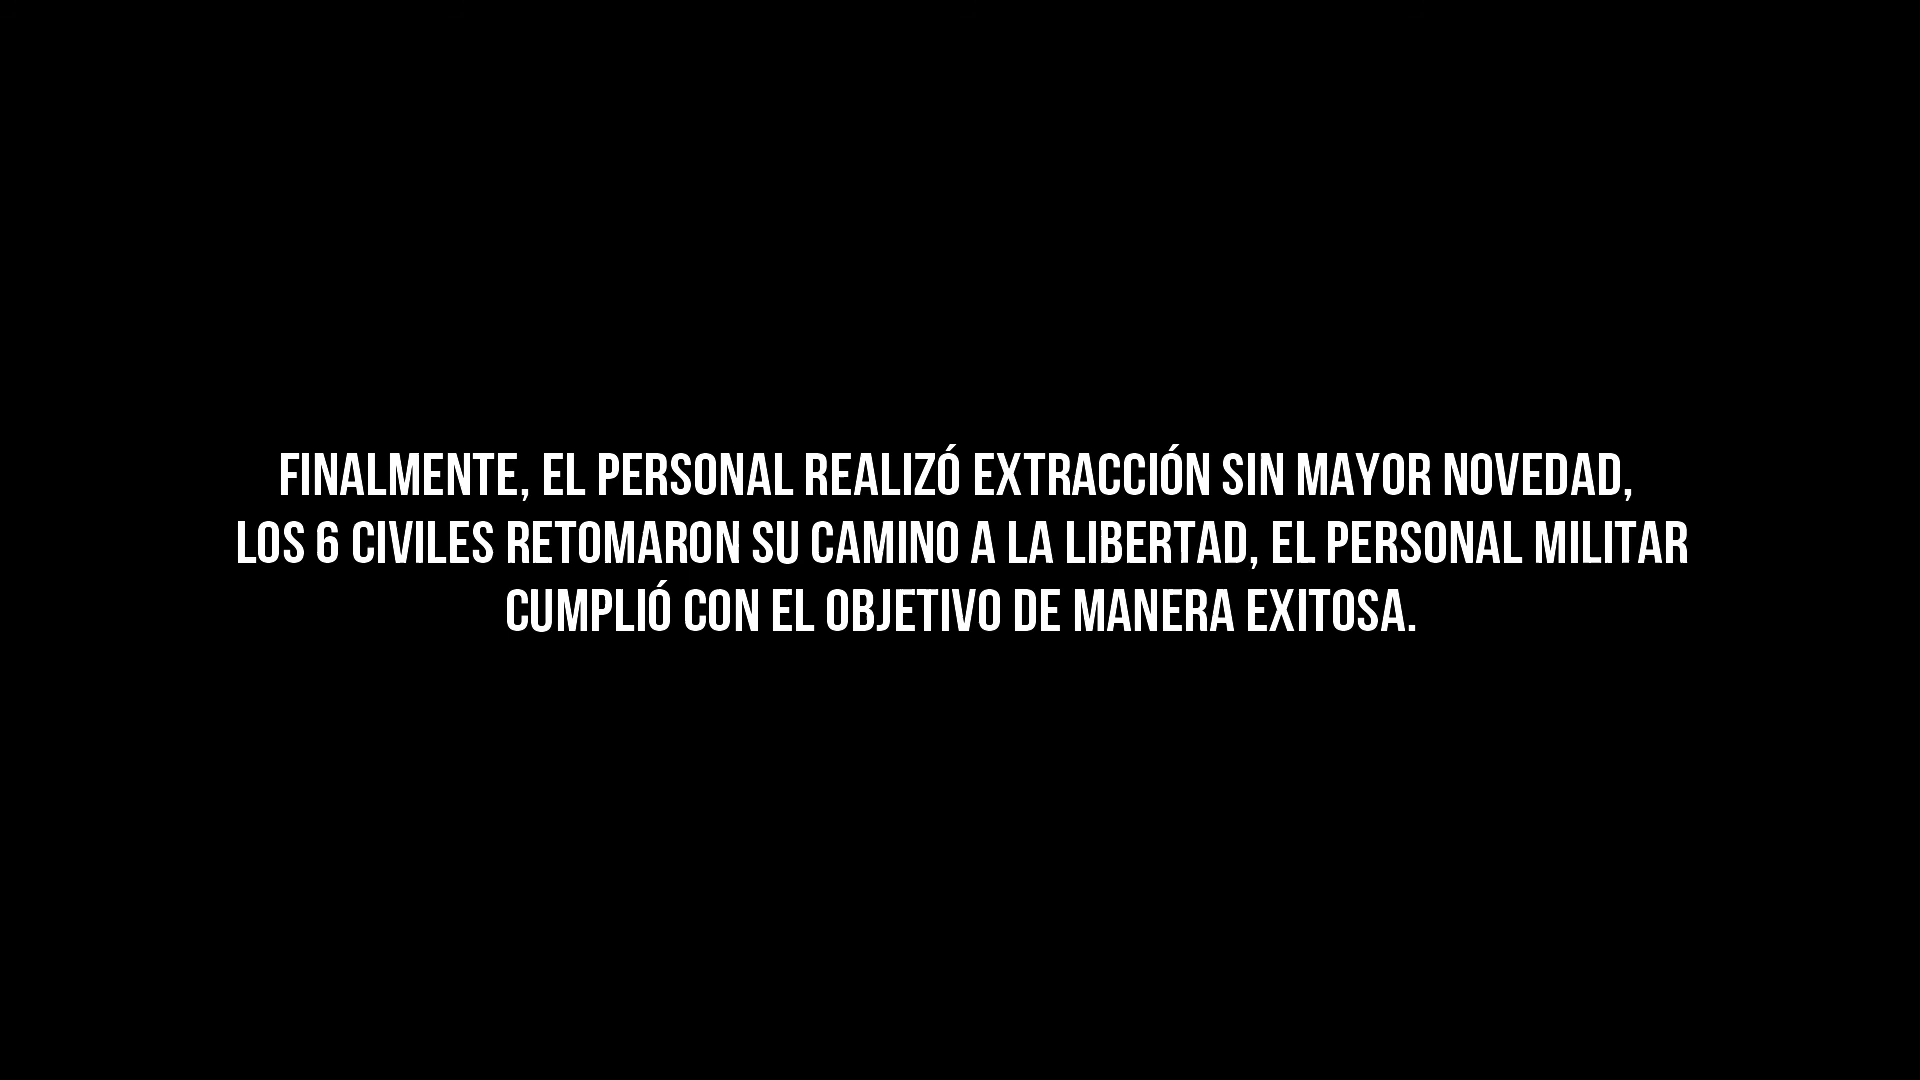 FINALMENTE, EL PERSONAL REALIZÓ EXTRACCIÓN SIN MAYOR NOVEDAD,
LOS 6 CIVILES RETOMARON SU CAMINO A LA LIBERTAD, EL PERSONAL MILITAR
CUMPLIÓ CON EL OBJETIVO DE MANERA EXITOSA.